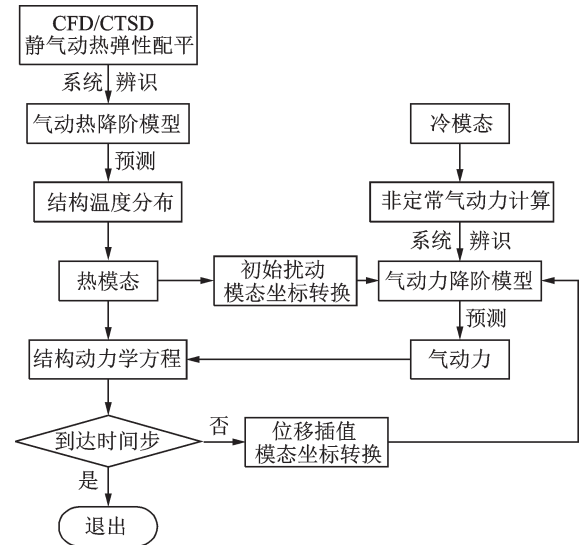 CFD/CTSD
静气动热弹性配平
系统 辨识
气动热降阶模型
预测
结构温度分布
热模态
初始扰动
模态坐标转换
冷模态
非定常气动力计算
系统 辨识
气动力降阶模型
预测
气动力
结构动力学方程
到达时间步
否
位移插值
模态坐标转换
是
退出